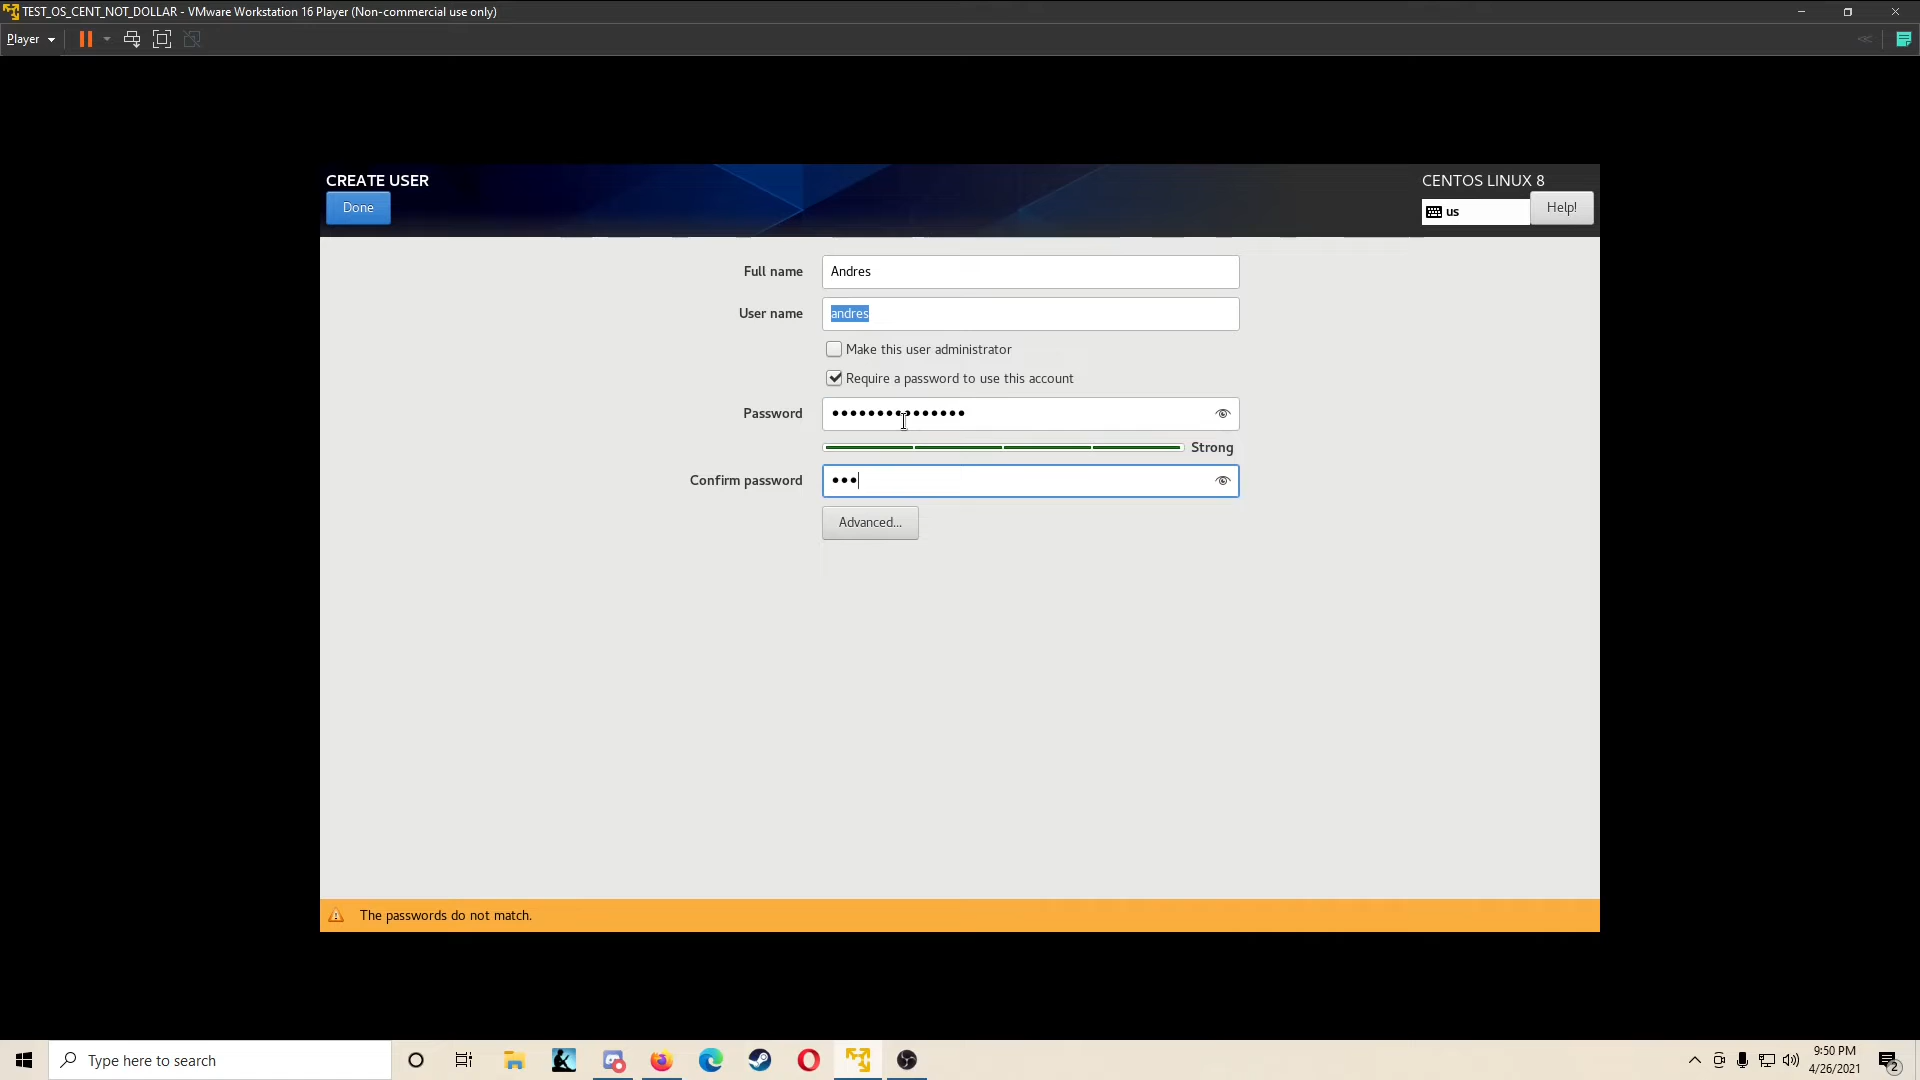 TEST_OS_CENT_NOT_DOLLAR - VMware Workstation 16 Player (Non-commercial use only)
Player
CREATE USER
CENTOS LINUX 8
Done
us
Help!
Full name
Andres
User name
andres
Make this user administrator
Require a password to use this account
Password
•••••••••••••••
Strong
Confirm password
•••
Advanced...
The passwords do not match.
Type here to search
9:50 PM
4/26/2021
2